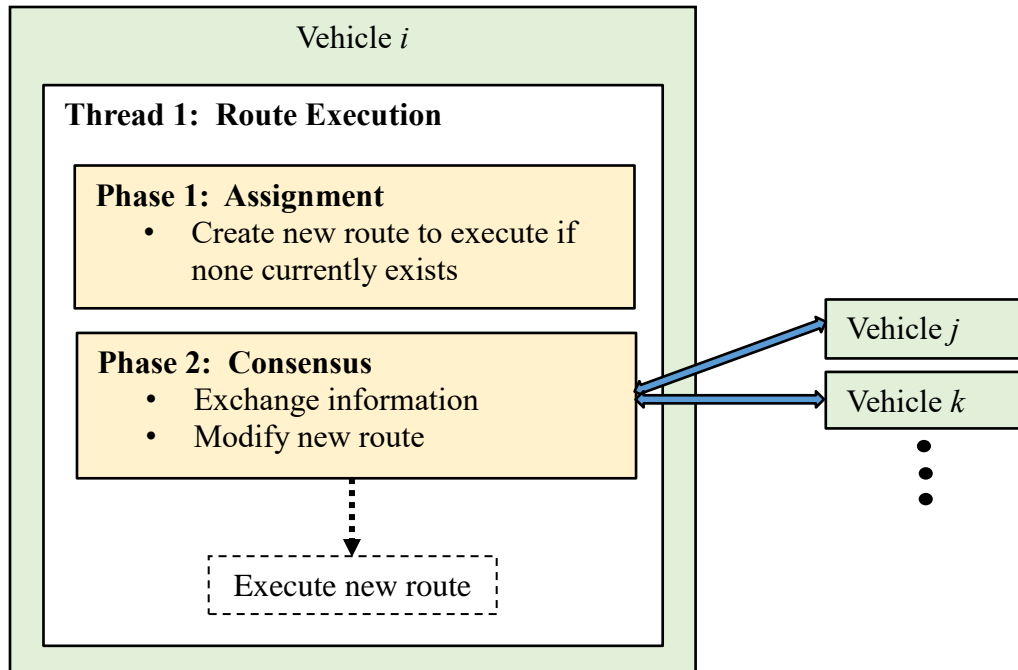 Vehicle i
Thread 1: Route Execution
Phase 1: Assignment
• Create new route to execute if
none currently exists
Phase 2: Consensus
• Exchange information
• Modify new route
Execute new route
Vehicle j
Vehicle k